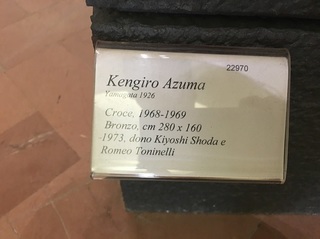 22970
Kengiro Azuma
Yamagata 1926
Croce, 1968-1969
Bronzo, cm 280 x 160
1973, dono Kiyoshi Shoda e
Romeo Toninelli